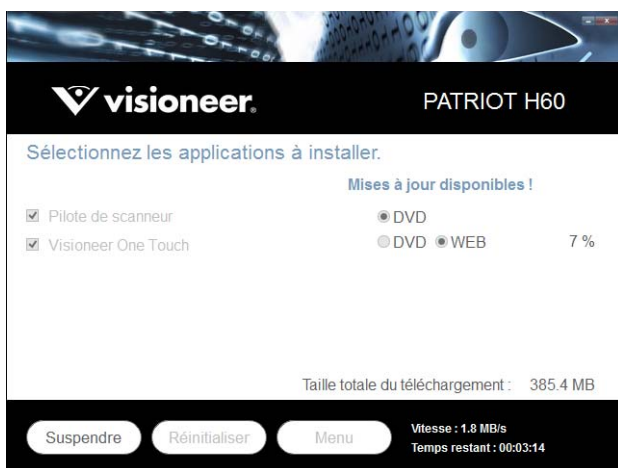 visioneer.
PATRIOT H60
Sélectionnez les applications à installer.
Mises à jour disponibles !
Pilote de scanneur
DVD
Visioneer One Touch
DVD WEB 7 %
Taille totale du téléchargement : 385.4 MB
Suspendre Réinitialiser Menu
Vitesse : 1.8 MB/s
Temps restant : 00:03:14